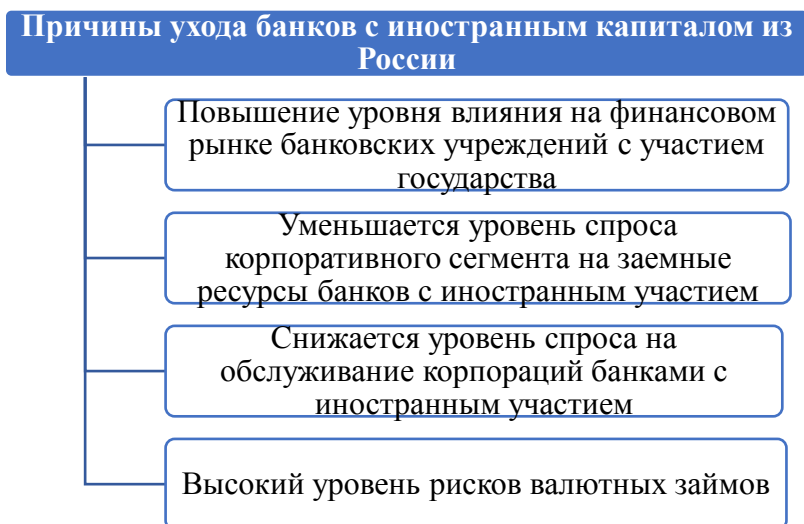 Причины ухода банков с иностранным капиталом из
России
Повышение уровня влияния на финансовом
рынке банковских учреждений с участием
государства
Уменьшается уровень спроса
корпоративного сегмента на заемные
ресурсы банков с иностранным участием
Снижается уровень спроса на
обслуживание корпораций банками с
иностранным участием
Высокий уровень рисков валютных займов